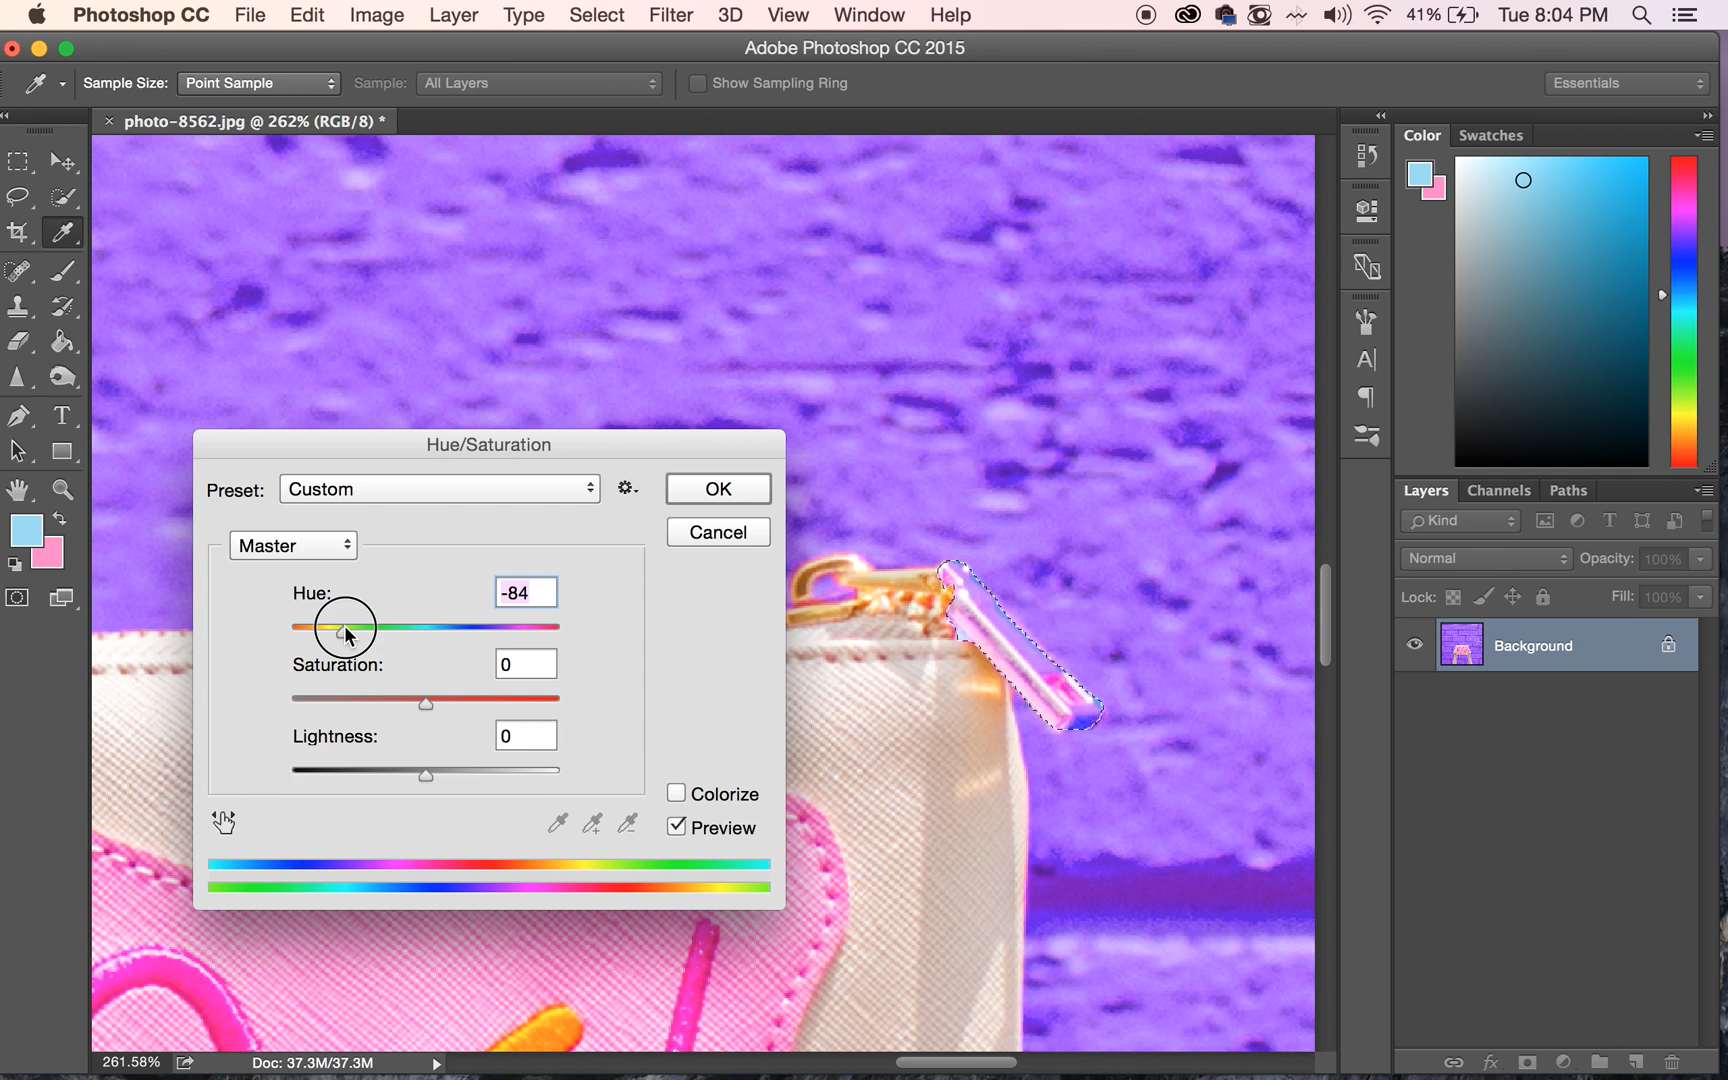 Photoshop CC File Edit Image Layer Type Select Filter 3D View Window Help 41% Tue 8:04 PM
Adobe Photoshop CC 2015
Sample Size: Point Sample Sample: All Layers Show Sampling Ring Essentials
× photo-8562.jpg @ 262% (RGB/8) *
Color Swatches
Hue/Saturation
Preset: Custom OK
Cancel
Master
Hue: -84
Saturation: 0
Lightness: 0
Colorize
Preview
Layers Channels Paths
Kind
Normal Opacity: 100%
Lock: Fill: 100%
Background
261.58% Doc: 37.3M/37.3M